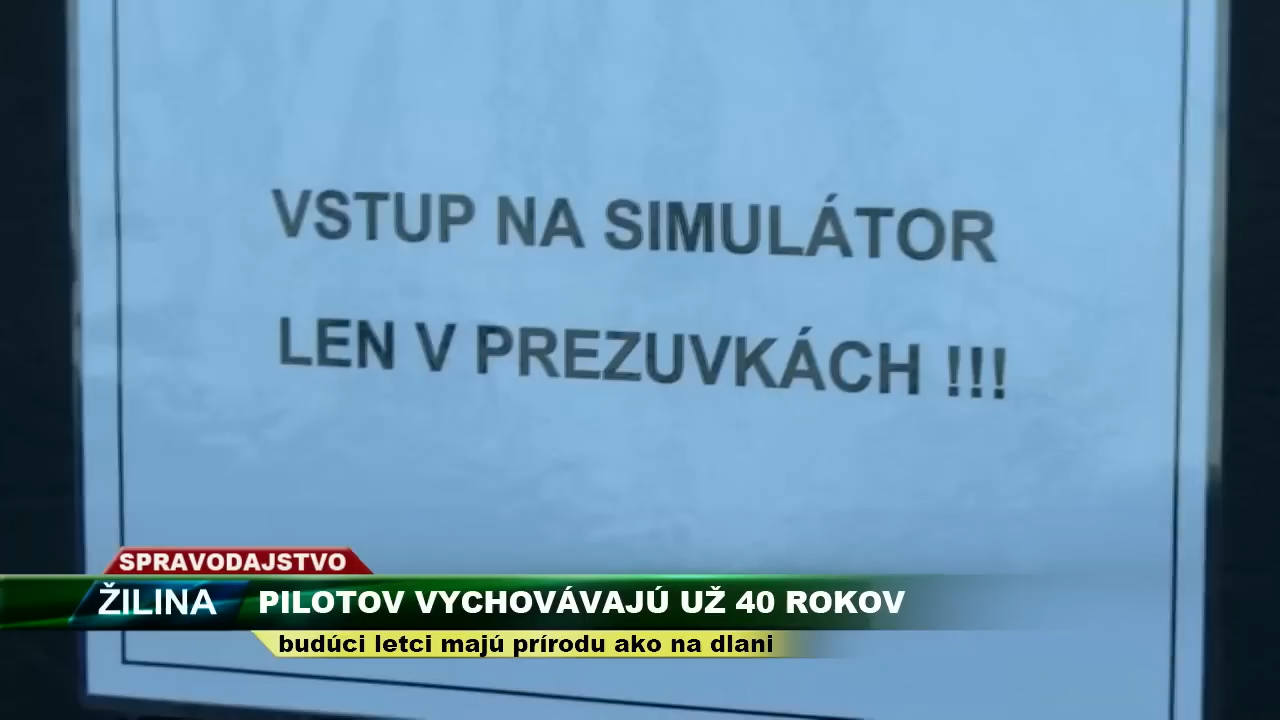 VSTUP NA SIMULÁTOR
LEN V PREZUVKÁCH !!!
SPRAVODAJSTVO
ŽILINA PILOTOV VYCHOVÁVAJÚ UŽ 40 ROKOV
budúci letci majú prírodu ako na dlani